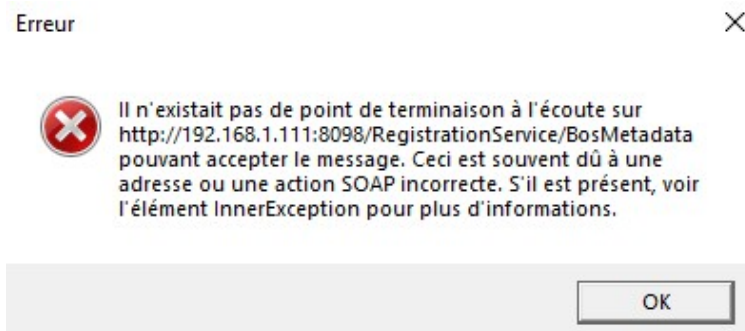 Erreur
Il n'existait pas de point de terminaison à l'écoute sur
http://192.168.1.111:8098/RegistrationService/BosMetadata
pouvant accepter le message. Ceci est souvent dû à une
adresse ou une action SOAP incorrecte. S'il est présent, voir
l'élément InnerException pour plus d'informations.
OK